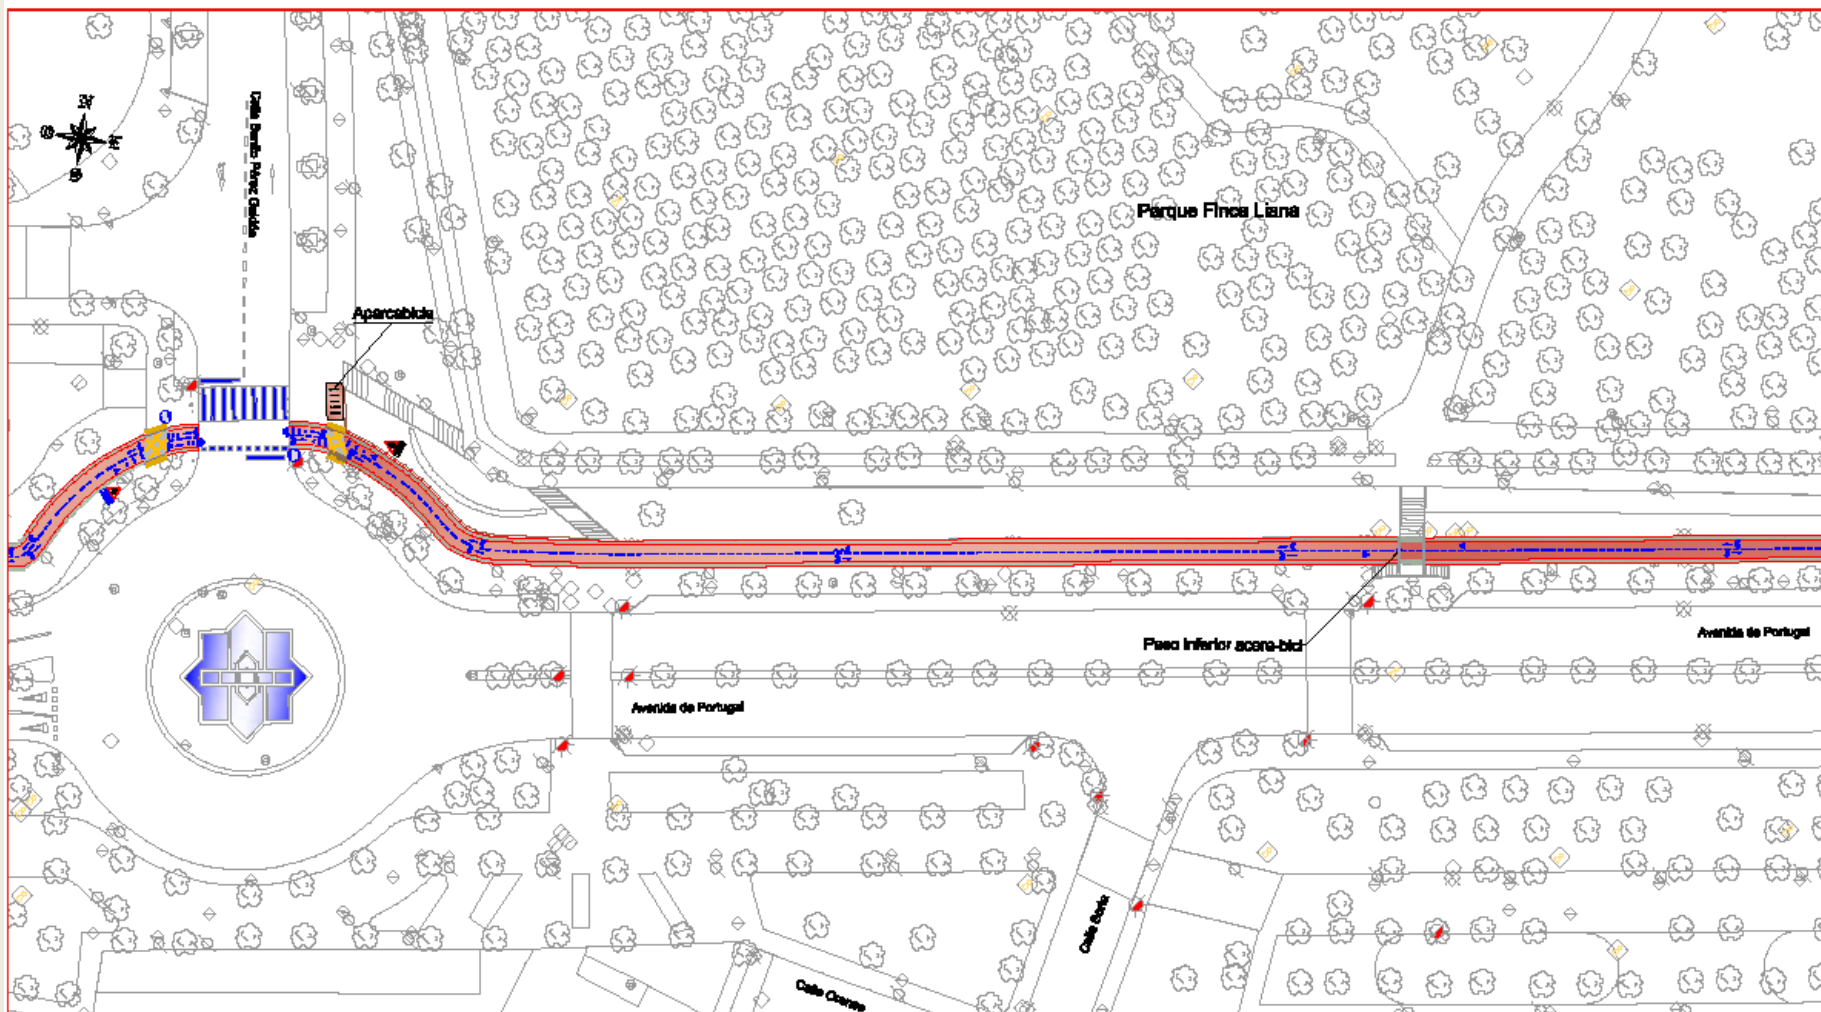 Calle Benito Pérez Galdós
Parque Finca Liana
Aparcabicis
Paso inferior acera-bici
Avenida de Portugal
Avenida de Portugal
Calle Soria
Calle Orense